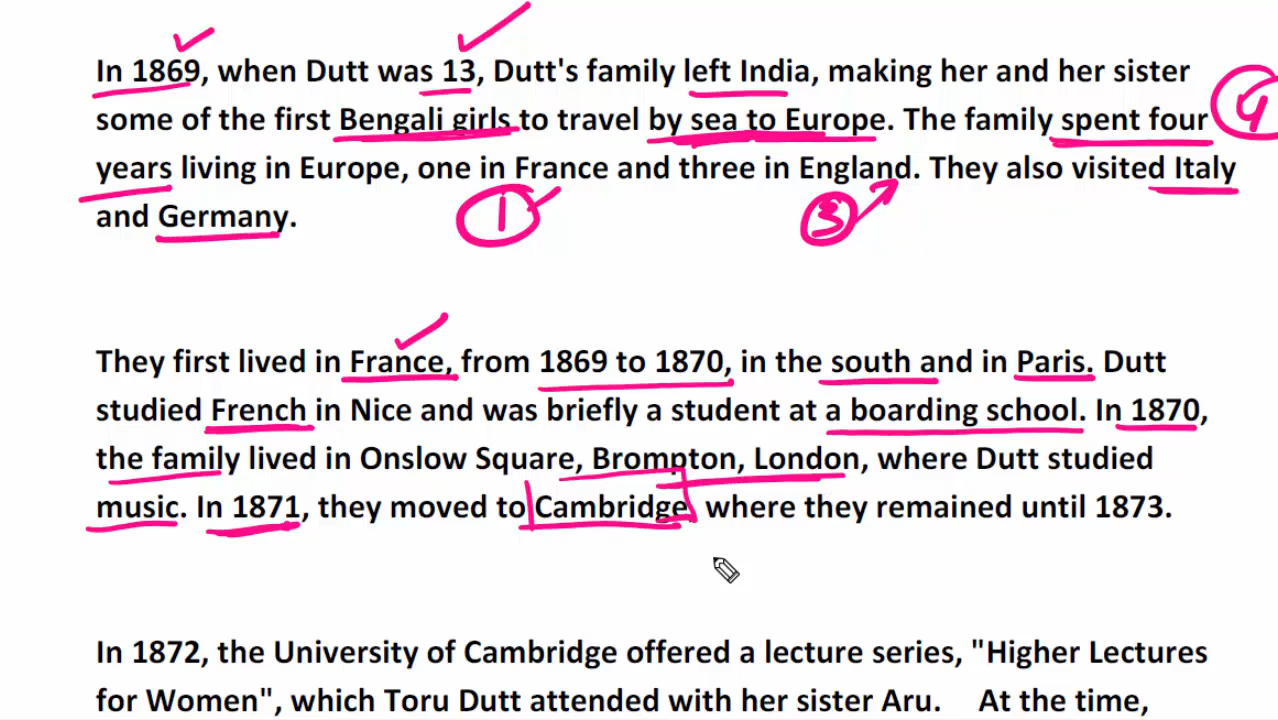 In 1869, when Dutt was 13, Dutt's family left India, making her and her sister
some of the first Bengali girls to travel by sea to Europe. The family spent four 4
years living in Europe, one in France and three in England. They also visited Italy
and Germany. 1 3
They first lived in France, from 1869 to 1870, in the south and in Paris. Dutt
studied French in Nice and was briefly a student at a boarding school. In 1870,
the family lived in Onslow Square, Brompton, London, where Dutt studied
music. In 1871, they moved to Cambridge where they remained until 1873.
In 1872, the University of Cambridge offered a lecture series, "Higher Lectures
for Women", which Toru Dutt attended with her sister Aru. At the time,